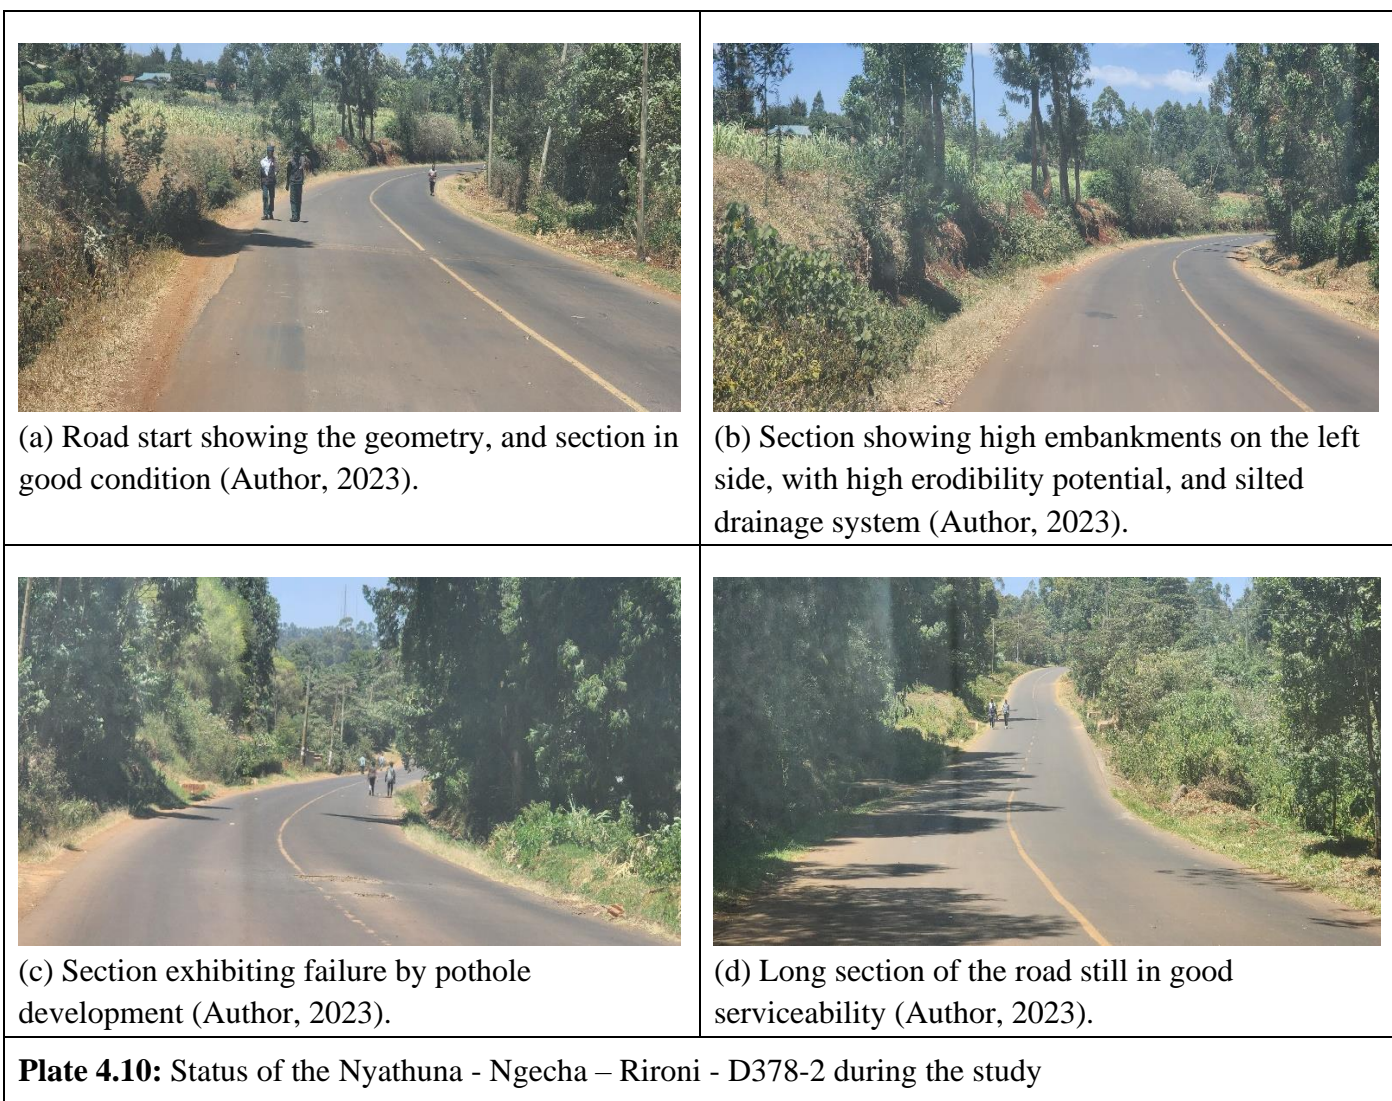 (a) Road start showing the geometry, and section in
good condition (Author, 2023).
(b) Section showing high embankments on the left
side, with high erodibility potential, and silted
drainage system (Author, 2023).
(c) Section exhibiting failure by pothole
development (Author, 2023).
(d) Long section of the road still in good
serviceability (Author, 2023).
Plate 4.10: Status of the Nyathuna - Ngecha – Rironi - D378-2 during the study